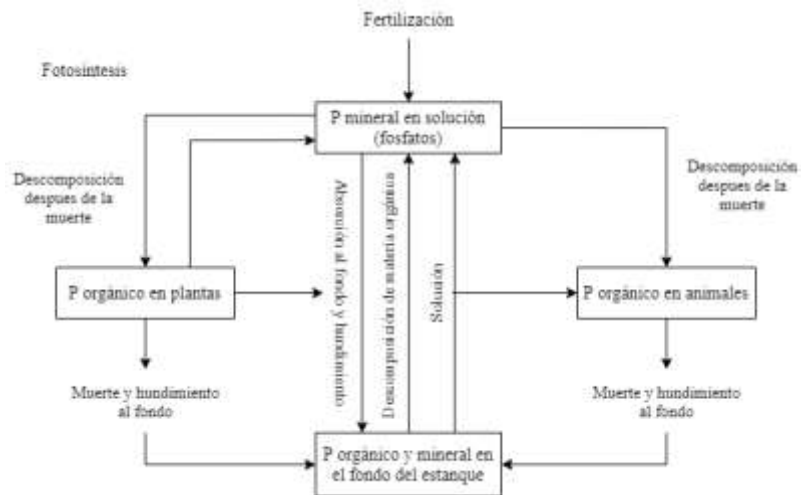 Fertilización
Fotosíntesis
P mineral en solución
(fosfatos)
Descomposición
despues de la
muerte
Absorción al fondo y hundimiento
Descomposición de materia orgánica
Solución
Descomposición
despues de la
muerte
P orgánico en plantas
P orgánico en animales
Muerte y hundimiento
al fondo
Muerte y hundimiento
al fondo
P orgánico y mineral en
el fondo del estanque